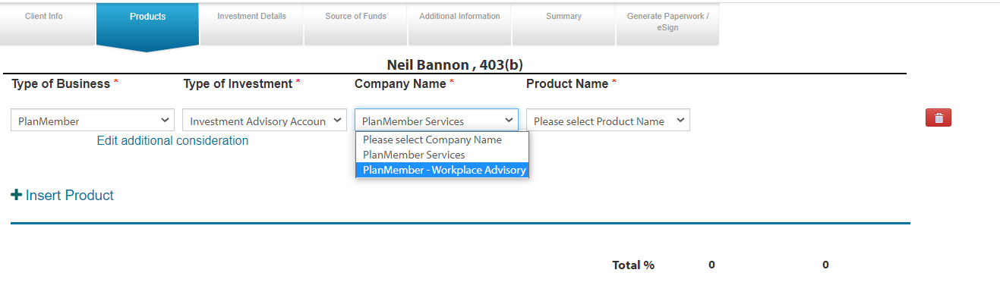 Client Info
Products
Investment Details
Source of Funds
Additional Information
Summary
Generate Paperwork /
eSign
Neil Bannon , 403(b)
Type of Business *
Type of Investment *
Company Name *
Product Name *
PlanMember
Investment Advisory Accoun
PlanMember Services
Please select Product Name
Edit additional consideration
Please select Company Name
PlanMember Services
PlanMember - Workplace Advisory
Insert Product
Total %
0
0